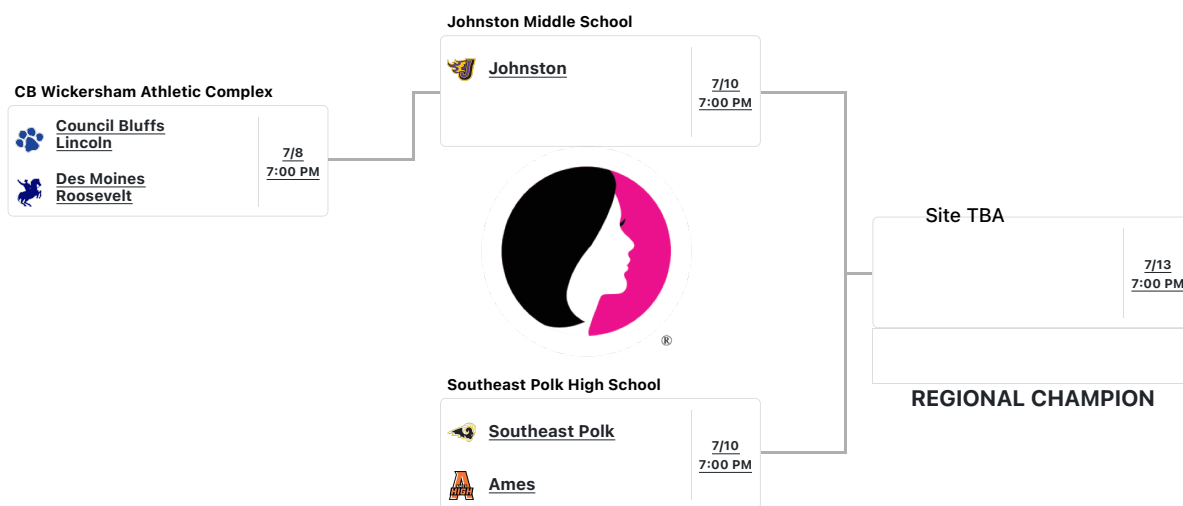 Johnston Middle School
Johnston
7/10
7:00 PM
CB Wickersham Athletic Complex
Council Bluffs
Lincoln
7/8
7:00 PM
Des Moines
Roosevelt
®
Site TBA
7/13
7:00 PM
REGIONAL CHAMPION
Southeast Polk High School
Southeast Polk
7/10
7:00 PM
A
HIGH
Ames